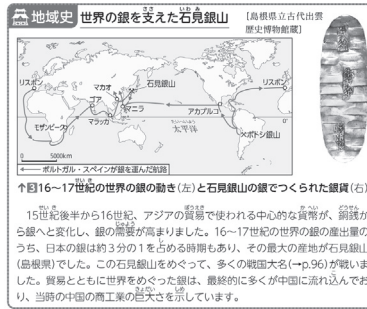 地域史 世界の銀を支えた石見銀山
ささ
いわ み
[島根県立古代出雲
歴史博物館蔵]
リスボン
マカオ
石見銀山
リスボン
ゴア
マニラ
アカプルコ
マラッカ
太平洋
モザンビーク
ポトシ銀山
0°
0 5000km
ポルトガル・スペインが銀を運んだ航路
↑3 16～17世紀の世界の銀の動き(左)と石見銀山の銀でつくられた銀貨(右)
15世紀後半から16世紀、アジアの貿易で使われる中心的な貨幣が、銅銭か
ら銀へと変化し、銀の需要が高まりました。16～17世紀の世界の銀の産出量の
うち、日本の銀は約3分の1を占める時期もあり、その最大の産地が石見銀山
(島根県)でした。この石見銀山をめぐって、多くの戦国大名(→p.96)が戦いま
した。貿易とともに世界をめぐった銀は、最終的に多くが中国に流れ込んでお
り、当時の中国の商工業の巨大さを示しています。